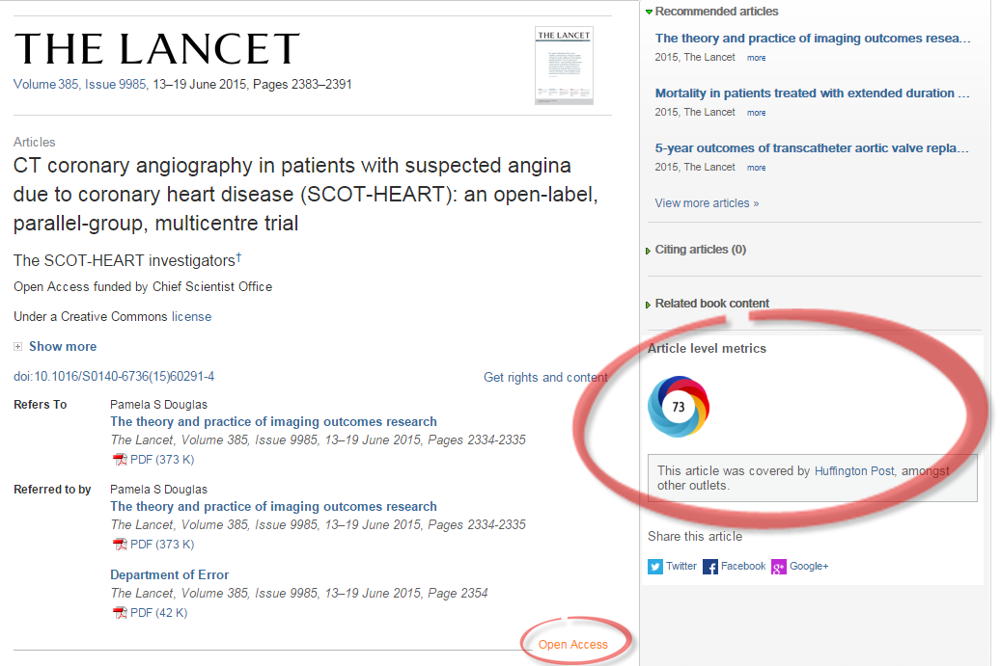 THE LANCET
Volume 385, Issue 9985, 13–19 June 2015, Pages 2383–2391
THE LANCET
Articles
CT coronary angiography in patients with suspected angina
due to coronary heart disease (SCOT-HEART): an open-label,
parallel-group, multicentre trial
The SCOT-HEART investigators†
Open Access funded by Chief Scientist Office
Under a Creative Commons license
Show more
doi:10.1016/S0140-6736(15)60291-4
Get rights and content
Refers To
Pamela S Douglas
The theory and practice of imaging outcomes research
The Lancet, Volume 385, Issue 9985, 13–19 June 2015, Pages 2334-2335
PDF (373 K)
Referred to by
Pamela S Douglas
The theory and practice of imaging outcomes research
The Lancet, Volume 385, Issue 9985, 13–19 June 2015, Pages 2334-2335
PDF (373 K)
Department of Error
The Lancet, Volume 385, Issue 9985, 13–19 June 2015, Page 2354
PDF (42 K)
Open Access
Recommended articles
The theory and practice of imaging outcomes resea…
2015, The Lancet more
Mortality in patients treated with extended duration …
2015, The Lancet more
5-year outcomes of transcatheter aortic valve repla…
2015, The Lancet more
View more articles »
Citing articles (0)
Related book content
Article level metrics
73
This article was covered by Huffington Post, amongst
other outlets.
Share this article
Twitter Facebook Google+